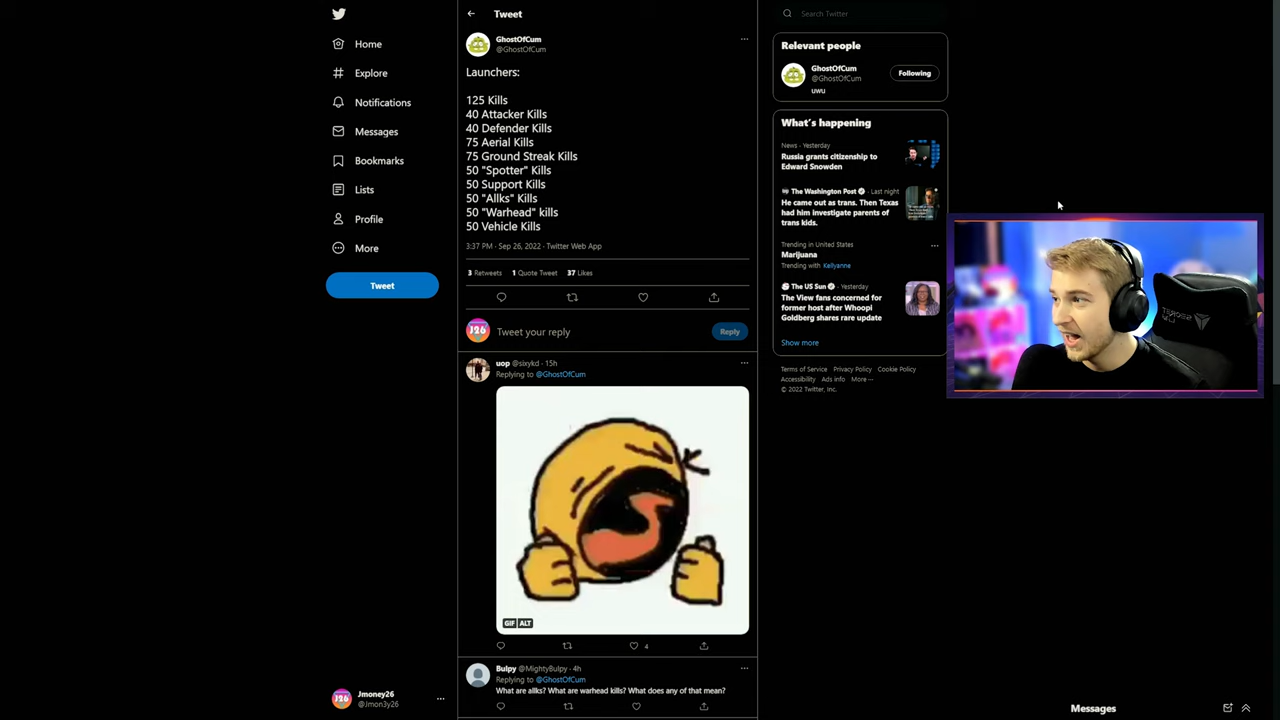 Home
Explore
Notifications
Messages
Bookmarks
Lists
Profile
More
Tweet
Jmoney26
@Jmon3y26
Tweet
GhostOfCum
@GhostOfCum
Launchers:
125 Kills
40 Attacker Kills
40 Defender Kills
75 Aerial Kills
75 Ground Streak Kills
50 "Spotter" Kills
50 Support Kills
50 "Allks" Kills
50 "Warhead" kills
50 Vehicle Kills
3:37 PM · Sep 26, 2022 · Twitter Web App
3 Retweets 1 Quote Tweet 37 Likes
J26
Tweet your reply
Reply
uop @sixykd · 15h
Replying to @GhostOfCum
GIF ALT
4
Bulpy @MightyBulpy · 4h
Replying to @GhostOfCum
What are allks? What are warhead kills? What does any of that mean?
Search Twitter
Relevant people
GhostOfCum
@GhostOfCum
Following
uwu
What's happening
News · Yesterday
Russia grants citizenship to
Edward Snowden
The Washington Post · Last night
He came out as trans. Then Texas
had him investigate parents of
trans kids.
Trending in United States
Marijuana
Trending with Kellyanne
The US Sun · Yesterday
The View fans concerned for
former host after Whoopi
Goldberg shares rare update
Show more
Terms of Service Privacy Policy Cookie Policy
Accessibility Ads info More ···
© 2022 Twitter, Inc.
Messages